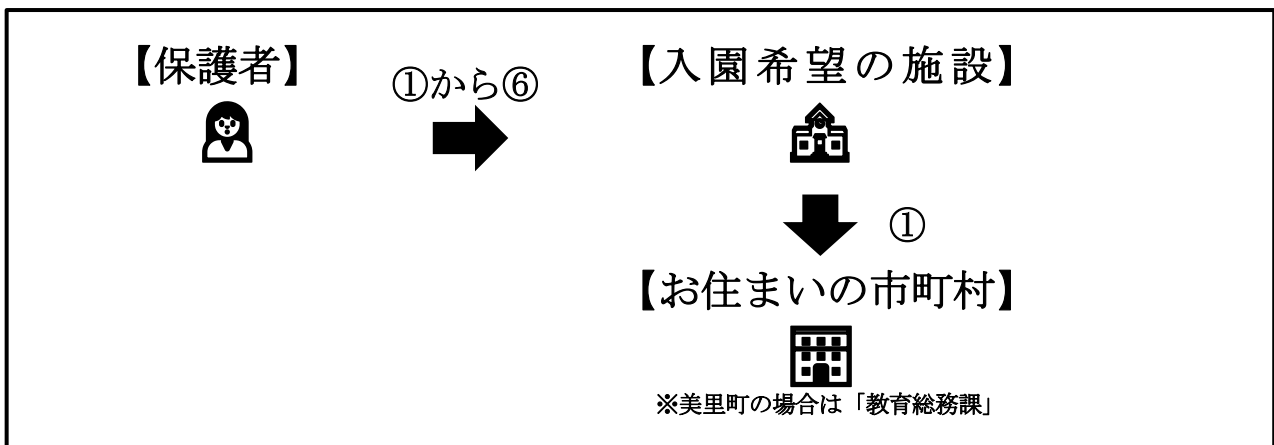 【保護者】
①から⑥
【入園希望の施設】
①
【お住まいの市町村】
※美里町の場合は「教育総務課」